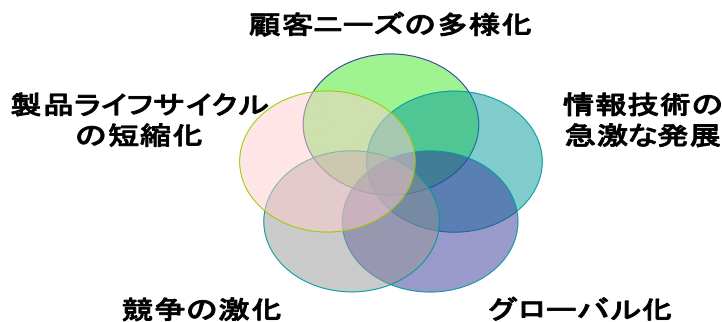 顧客ニーズの多様化
製品ライフサイクル
の短縮化
情報技術の
急激な発展
競争の激化
グローバル化